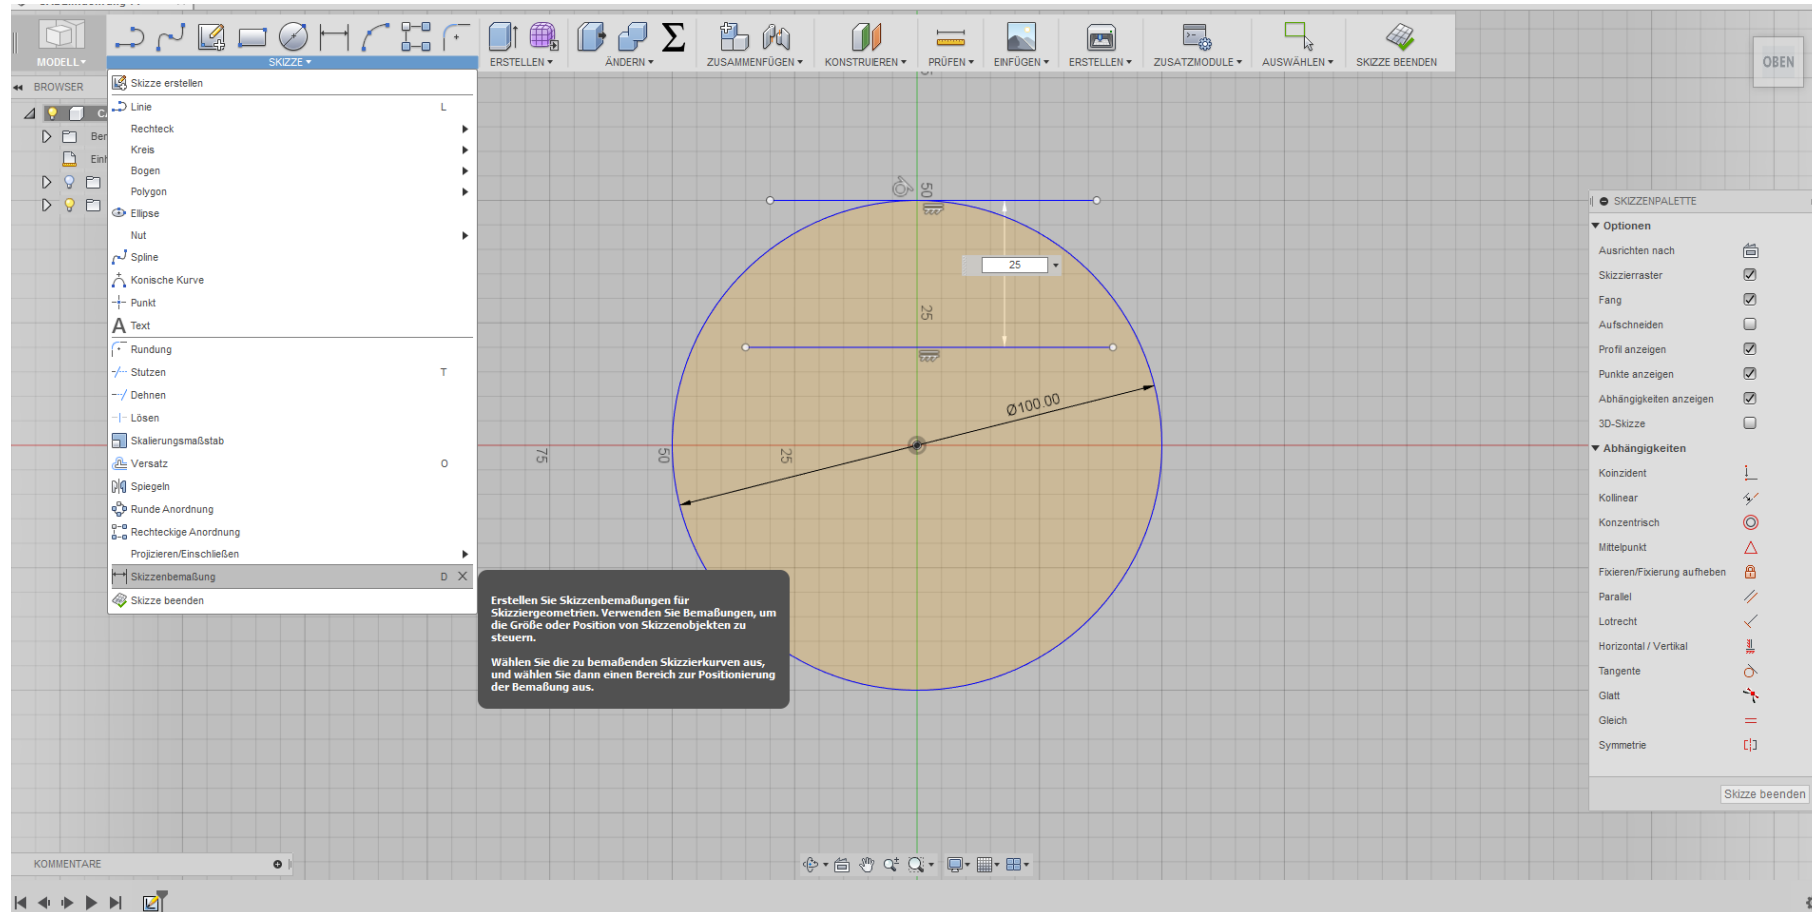 MODELL
SKIZZE
ERSTELLEN
ÄNDERN
ZUSAMMENFÜGEN
KONSTRUIEREN
PRÜFEN
EINFÜGEN
ERSTELLEN
ZUSATZMODULE
AUSWÄHLEN
SKIZZE BEENDEN
OBEN
BROWSER
Skizze erstellen
Linie L
Rechteck
Kreis
Bogen
Polygon
Ellipse
Nut
Spline
Konische Kurve
Punkt
A Text
Rundung
Stutzen T
Dehnen
Lösen
Skalierungsmaßstab
Versatz O
Spiegeln
Runde Anordnung
Rechteckige Anordnung
Projizieren/Einschließen
Skizzenbemaßung D
Skizze beenden
Erstellen Sie Skizzenbemaßungen für
Skizziergeometrien. Verwenden Sie Bemaßungen, um
die Größe oder Position von Skizzenobjekten zu
steuern.
Wählen Sie die zu bemaßenden Skizzierkurven aus,
und wählen Sie dann einen Bereich zur Positionierung
der Bemaßung aus.
50
25
25
Ø100.00
75
50
25
SKIZZENPALETTE
Optionen
Ausrichten nach
Skizzierraster
Fang
Aufschneiden
Profil anzeigen
Punkte anzeigen
Abhängigkeiten anzeigen
3D-Skizze
Abhängigkeiten
Koinzident
Kollinear
Konzentrisch
Mittelpunkt
Fixieren/Fixierung aufheben
Parallel
Lotrecht
Horizontal / Vertikal
Tangente
Glatt
Gleich
Symmetrie
Skizze beenden
KOMMENTARE